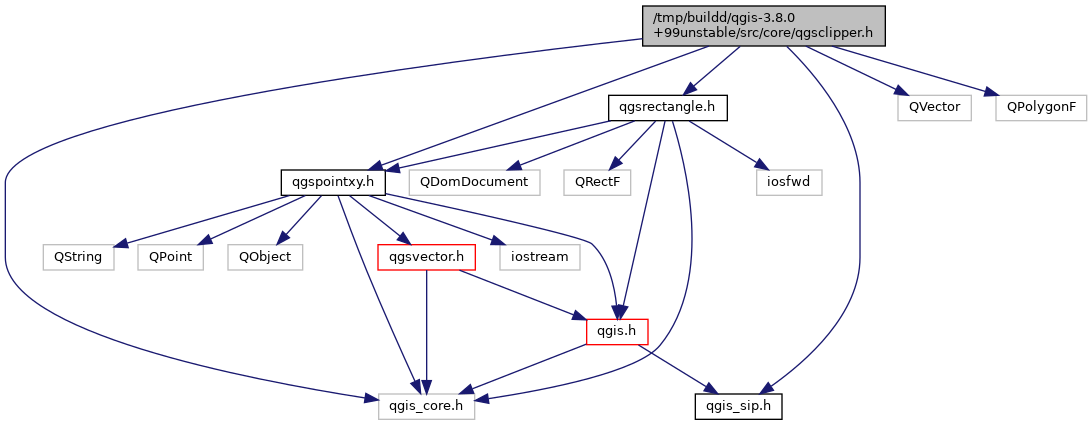 /tmp/buildd/qgis-3.8.0
+99unstable/src/core/qgsclipper.h
qgsrectangle.h
QVector
QPolygonF
qgspointxy.h
QDomDocument
QRectF
iosfwd
QString
QPoint
QObject
qgsvector.h
iostream
qgis.h
qgis_core.h
qgis_sip.h